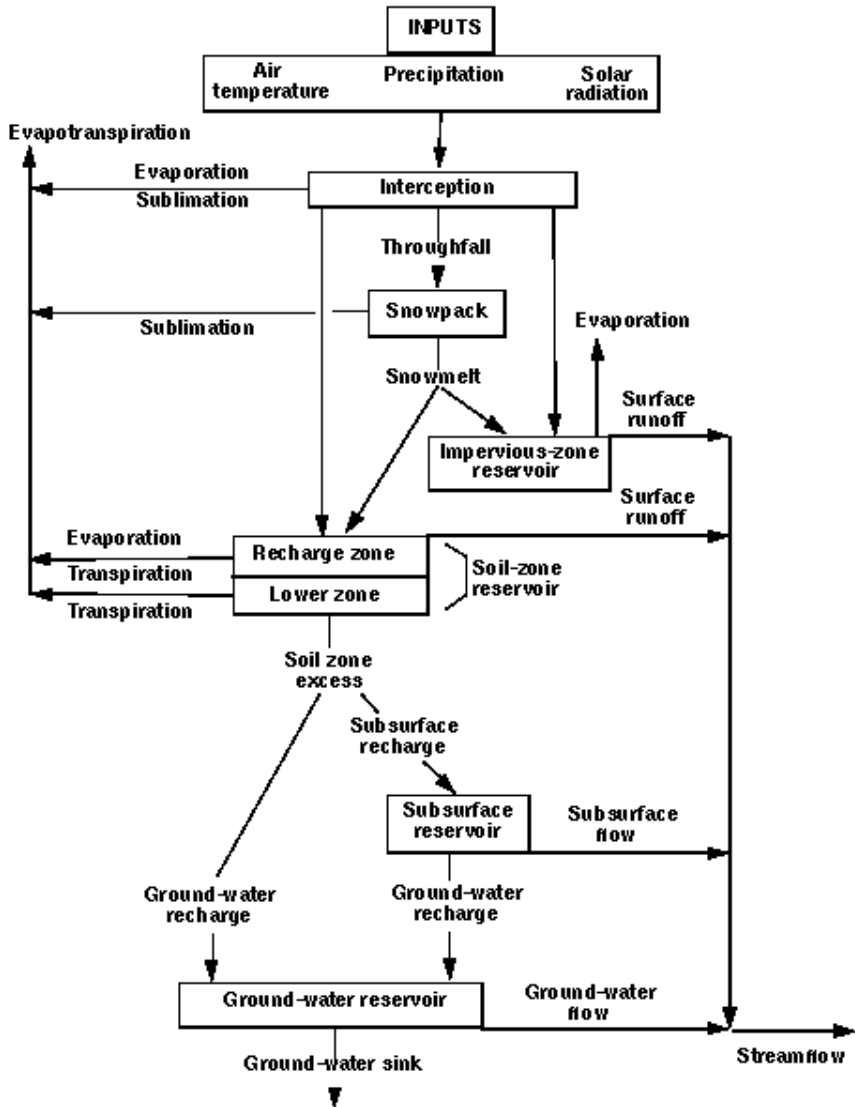 INPUTS
Air temperature
Precipitation
Solar radiation
Evapotranspiration
Evaporation
Sublimation
Interception
Throughfall
Snowpack
Sublimation
Evaporation
Snowmelt
Surface
runoff
Impervious-zone
reservoir
Surface
runoff
Evaporation
Transpiration
Recharge zone
Soil-zone
reservoir
Lower zone
Transpiration
Soil zone
excess
Subsurface
recharge
Subsurface
reservoir
Subsurface
flow
Ground-water
recharge
Ground-water
recharge
Ground-water reservoir
Ground-water
flow
Streamflow
Ground-water sink